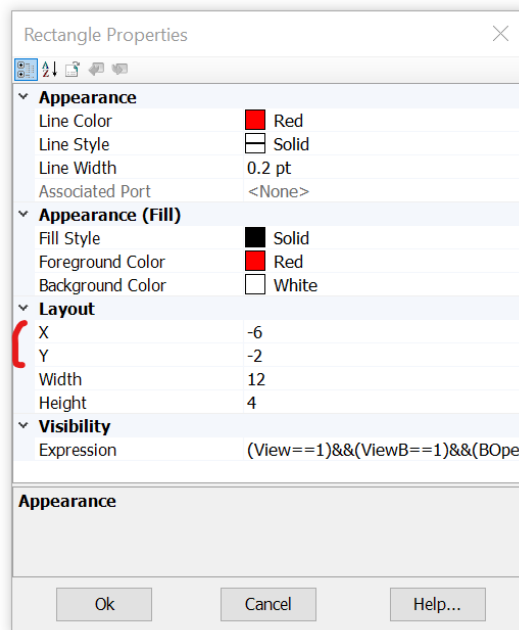 Rectangle Properties
Appearance
Line Color Red
Line Style Solid
Line Width 0.2 pt
Associated Port <None>
Appearance (Fill)
Fill Style Solid
Foreground Color Red
Background Color White
Layout
X -6
Y -2
Width 12
Height 4
Visibility
Expression (View==1)&&(ViewB==1)&&(BOpe
Appearance
Ok Cancel Help...